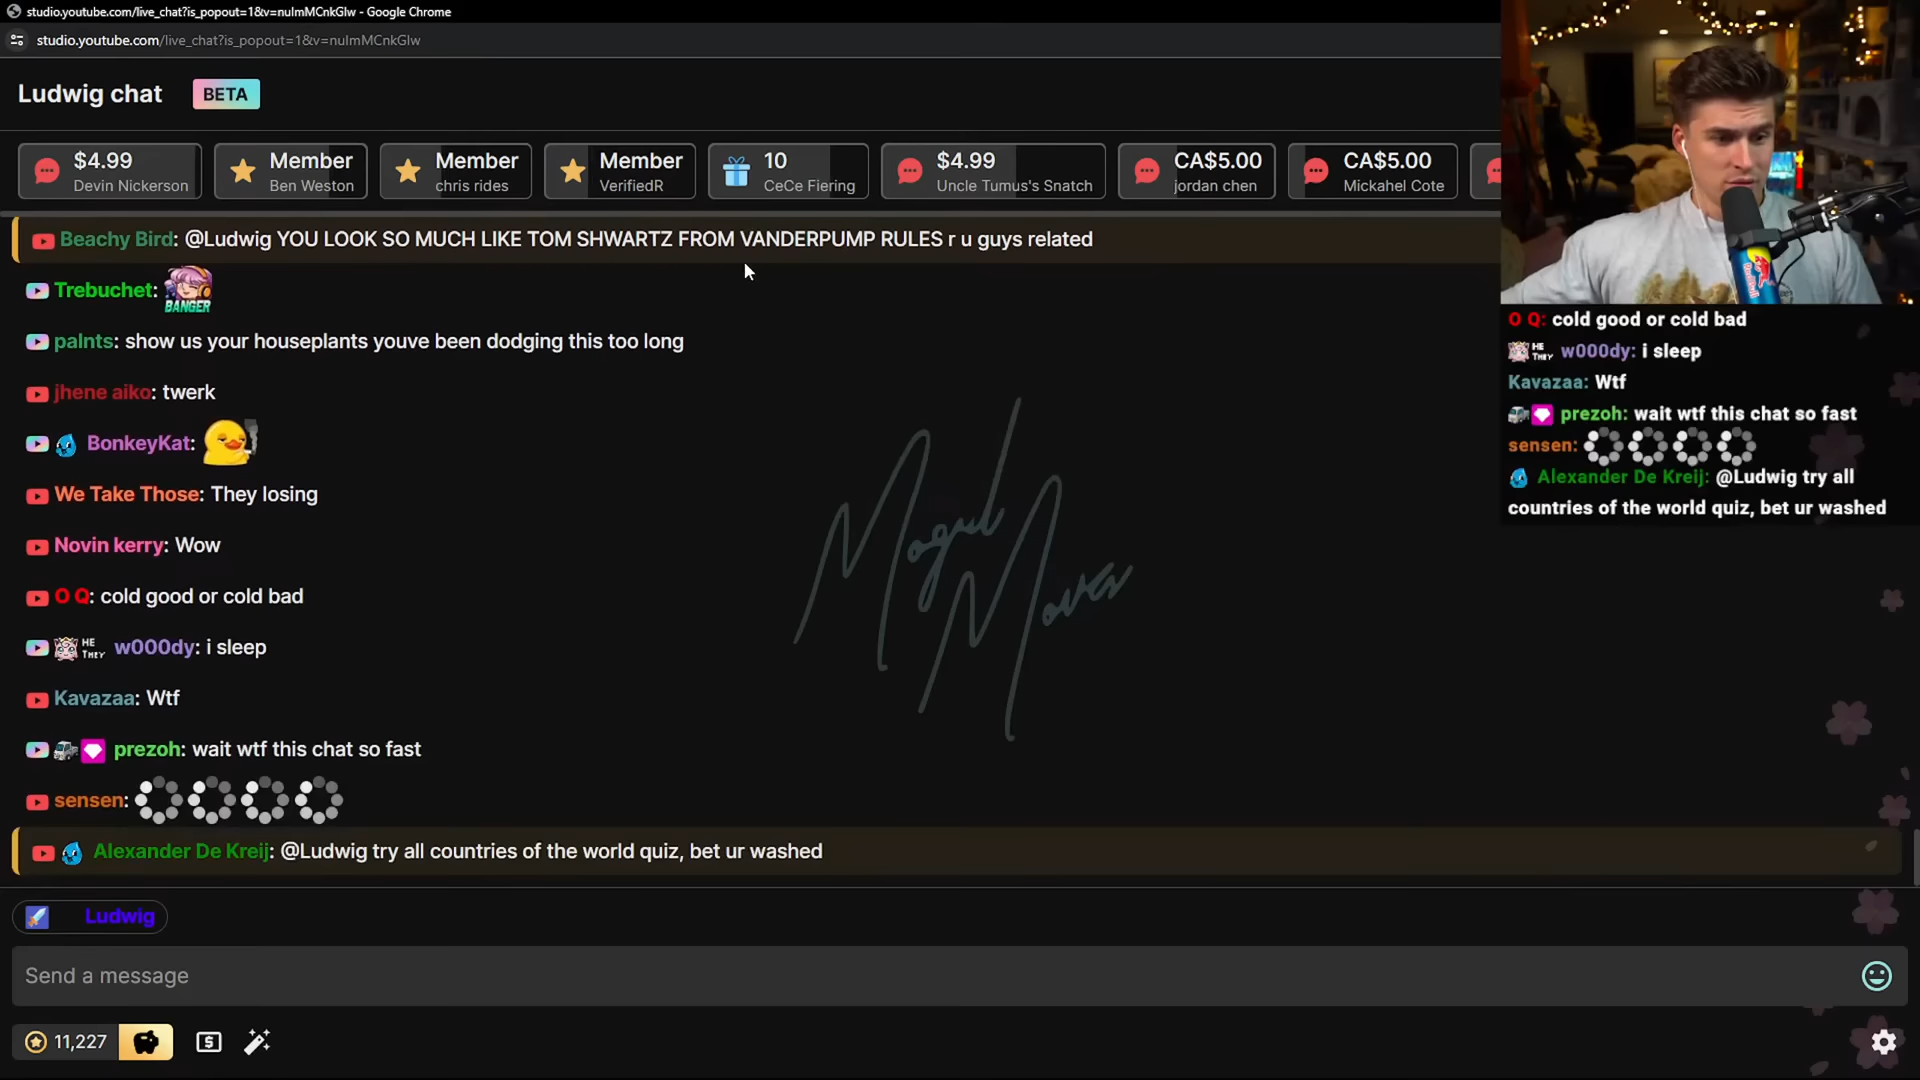 studio.youtube.com/live_chat?is_popout=1&v=nuImMCnkGIw - Google Chrome
studio.youtube.com/live_chat?is_popout=1&v=nuImMCnkGIw
Ludwig chat BETA
$4.99 Devin Nickerson
Member Ben Weston
Member chris rides
Member VerifiedR
10 CeCe Fiering
$4.99 Uncle Tumus's Snatch
CA$5.00 jordan chen
CA$5.00 Mickahel Cote
Beachy Bird: @Ludwig YOU LOOK SO MUCH LIKE TOM SHWARTZ FROM VANDERPUMP RULES r u guys related
Trebuchet: BANGER
palnts: show us your houseplants youve been dodging this too long
jhene aiko: twerk
BonkeyKat:
We Take Those: They losing
Novin kerry: Wow
O Q: cold good or cold bad
HE THEY w000dy: i sleep
Kavazaa: Wtf
prezoh: wait wtf this chat so fast
sensen:
Alexander De Kreij: @Ludwig try all countries of the world quiz, bet ur washed
Ludwig
Send a message
11,227
Mogul
Moves
Red Bull
O Q: cold good or cold bad
HE THEY w000dy: i sleep
Kavazaa: Wtf
prezoh: wait wtf this chat so fast
sensen:
Alexander De Kreij: @Ludwig try all
countries of the world quiz, bet ur washed